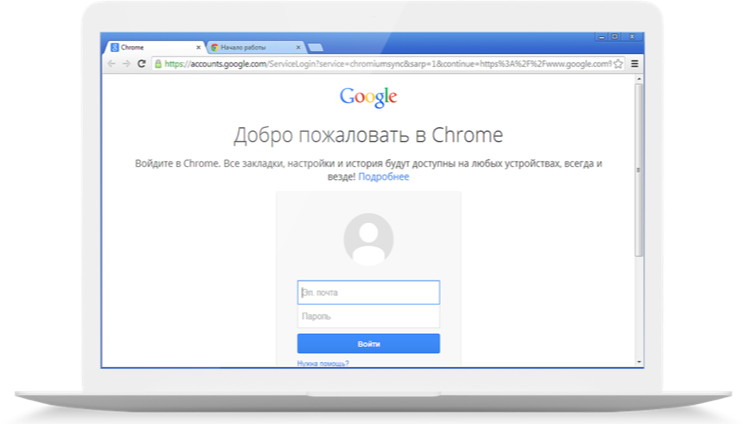 Chrome
Начало работы
https://accounts.google.com/ServiceLogin?service=chromiumsync&sarp=1&continue=https%3A%2F%2Fwww.google.com?
Google
Добро пожаловать в Chrome
Войдите в Chrome. Все закладки, настройки и история будут доступны на любых устройствах, всегда и
везде! Подробнее
Эл. почта
Пароль
Войти
Нужна помощь?